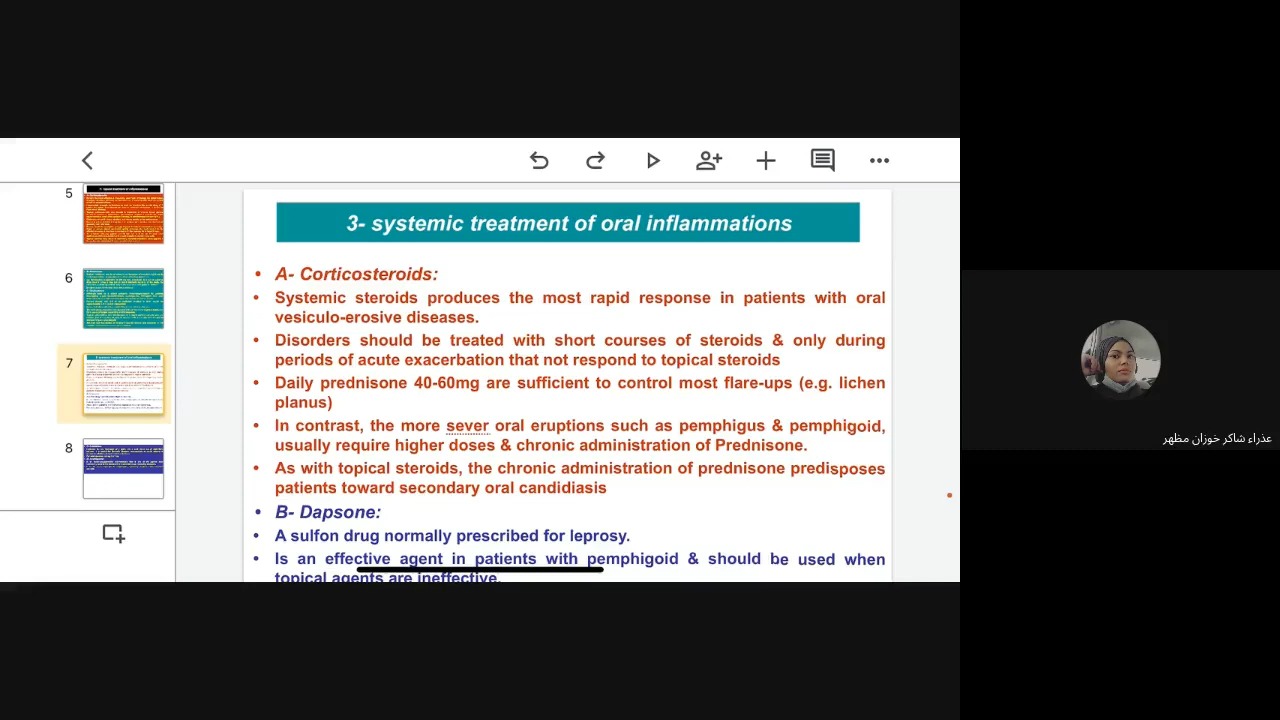 5
6
7
8
3- systemic treatment of oral inflammations
• A- Corticosteroids:
• Systemic steroids produces the most rapid response in patients with oral
vesiculo-erosive diseases.
• Disorders should be treated with short courses of steroids & only during
periods of acute exacerbation that not respond to topical steroids
• Daily prednisone 40-60mg are sufficient to control most flare-ups (e.g. lichen
planus)
• In contrast, the more sever oral eruptions such as pemphigus & pemphigoid,
usually require higher doses & chronic administration of Prednisone.
• As with topical steroids, the chronic administration of prednisone predisposes
patients toward secondary oral candidiasis
• B- Dapsone:
• A sulfon drug normally prescribed for leprosy.
• Is an effective agent in patients with pemphigoid & should be used when
topical agents are ineffective.
عذراء شاكر خوزان مظهر